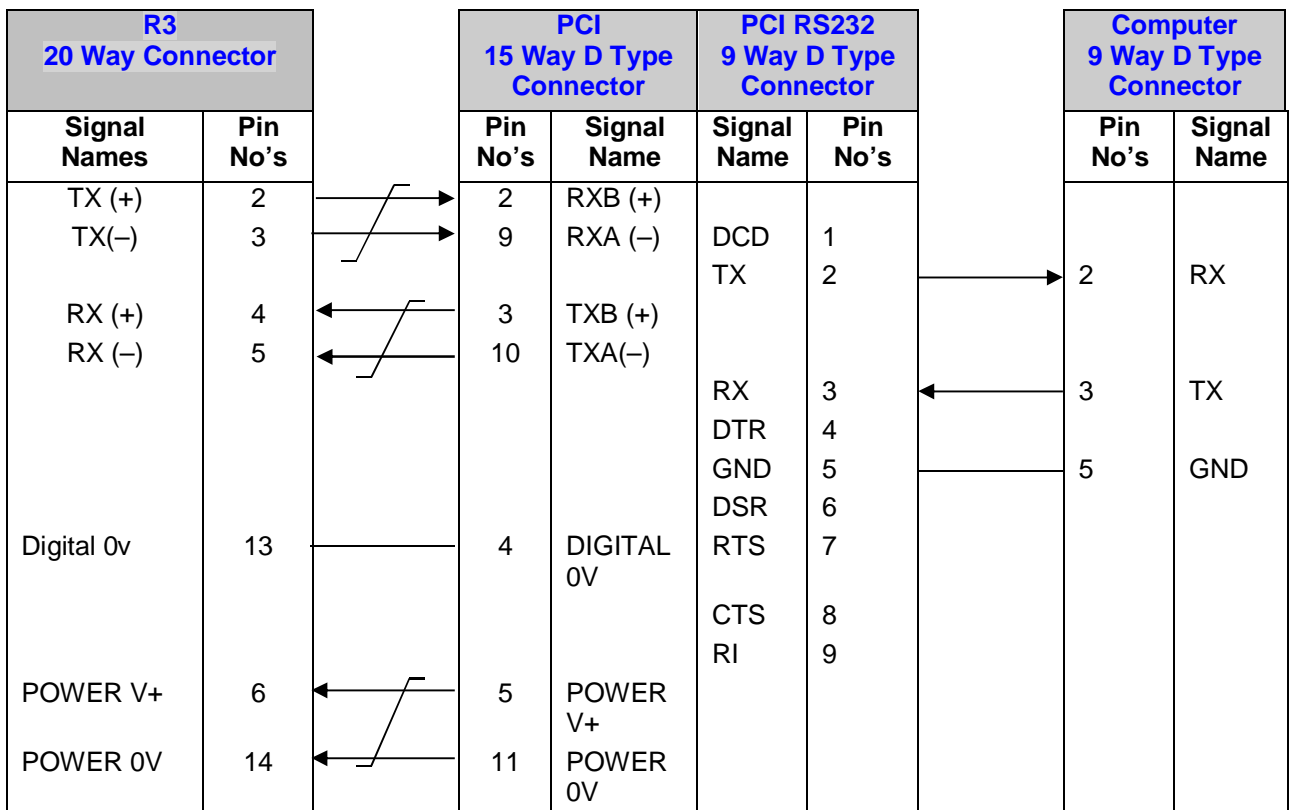 R3
20 Way Connector
PCI
15 Way D Type
Connector
PCI RS232
9 Way D Type
Connector
Computer
9 Way D Type
Connector
Signal Names Pin No's Pin No's Signal Name Signal Name Pin No's Pin No's Signal Name
TX (+) 2 2 RXB (+)
TX(–) 3 9 RXA (–) DCD 1
TX 2 2 RX
RX (+) 4 3 TXB (+)
RX (–) 5 10 TXA(–)
RX 3 3 TX
DTR 4
GND 5 5 GND
DSR 6
Digital 0v 13 4 DIGITAL RTS 7
0V
CTS 8
RI 9
POWER V+ 6 5 POWER
V+
POWER 0V 14 11 POWER
0V